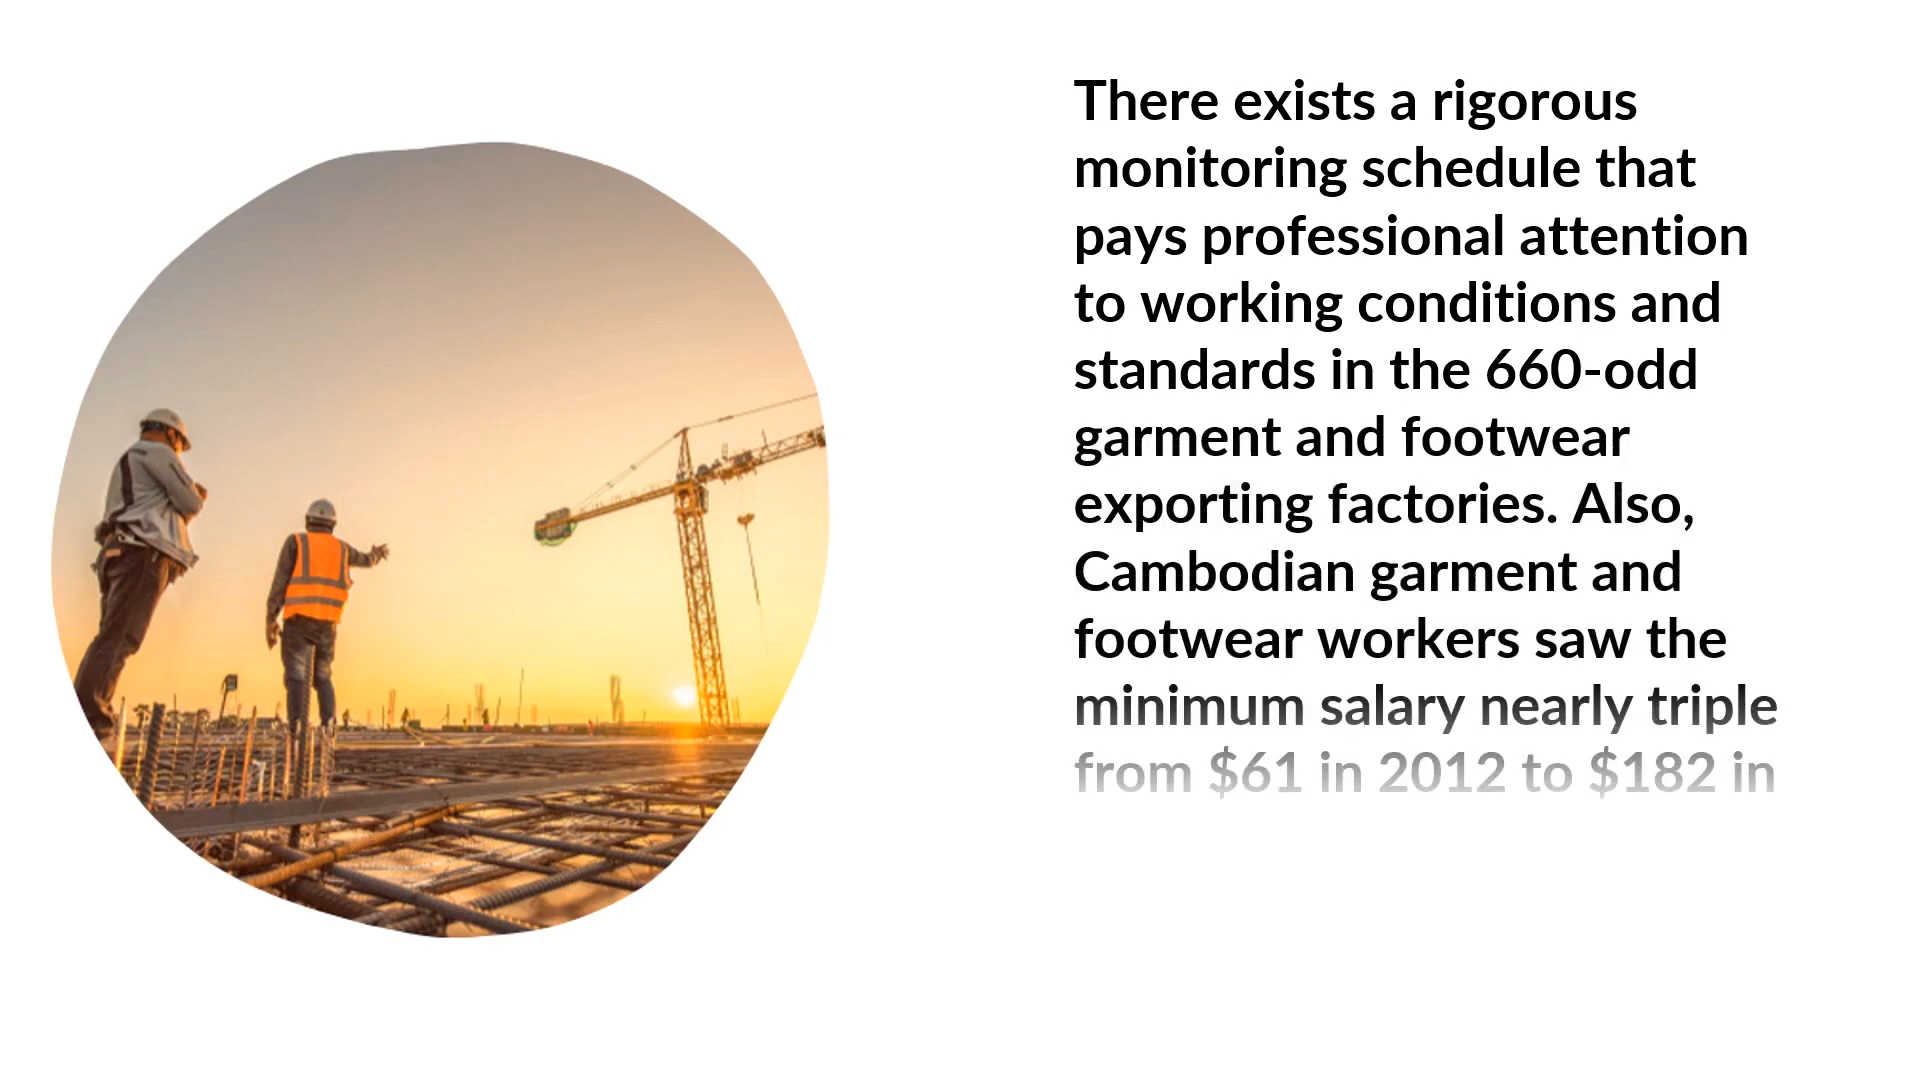 There exists a rigorous
monitoring schedule that
pays professional attention
to working conditions and
standards in the 660-odd
garment and footwear
exporting factories. Also,
Cambodian garment and
footwear workers saw the
minimum salary nearly triple
from $61 in 2012 to $182 in